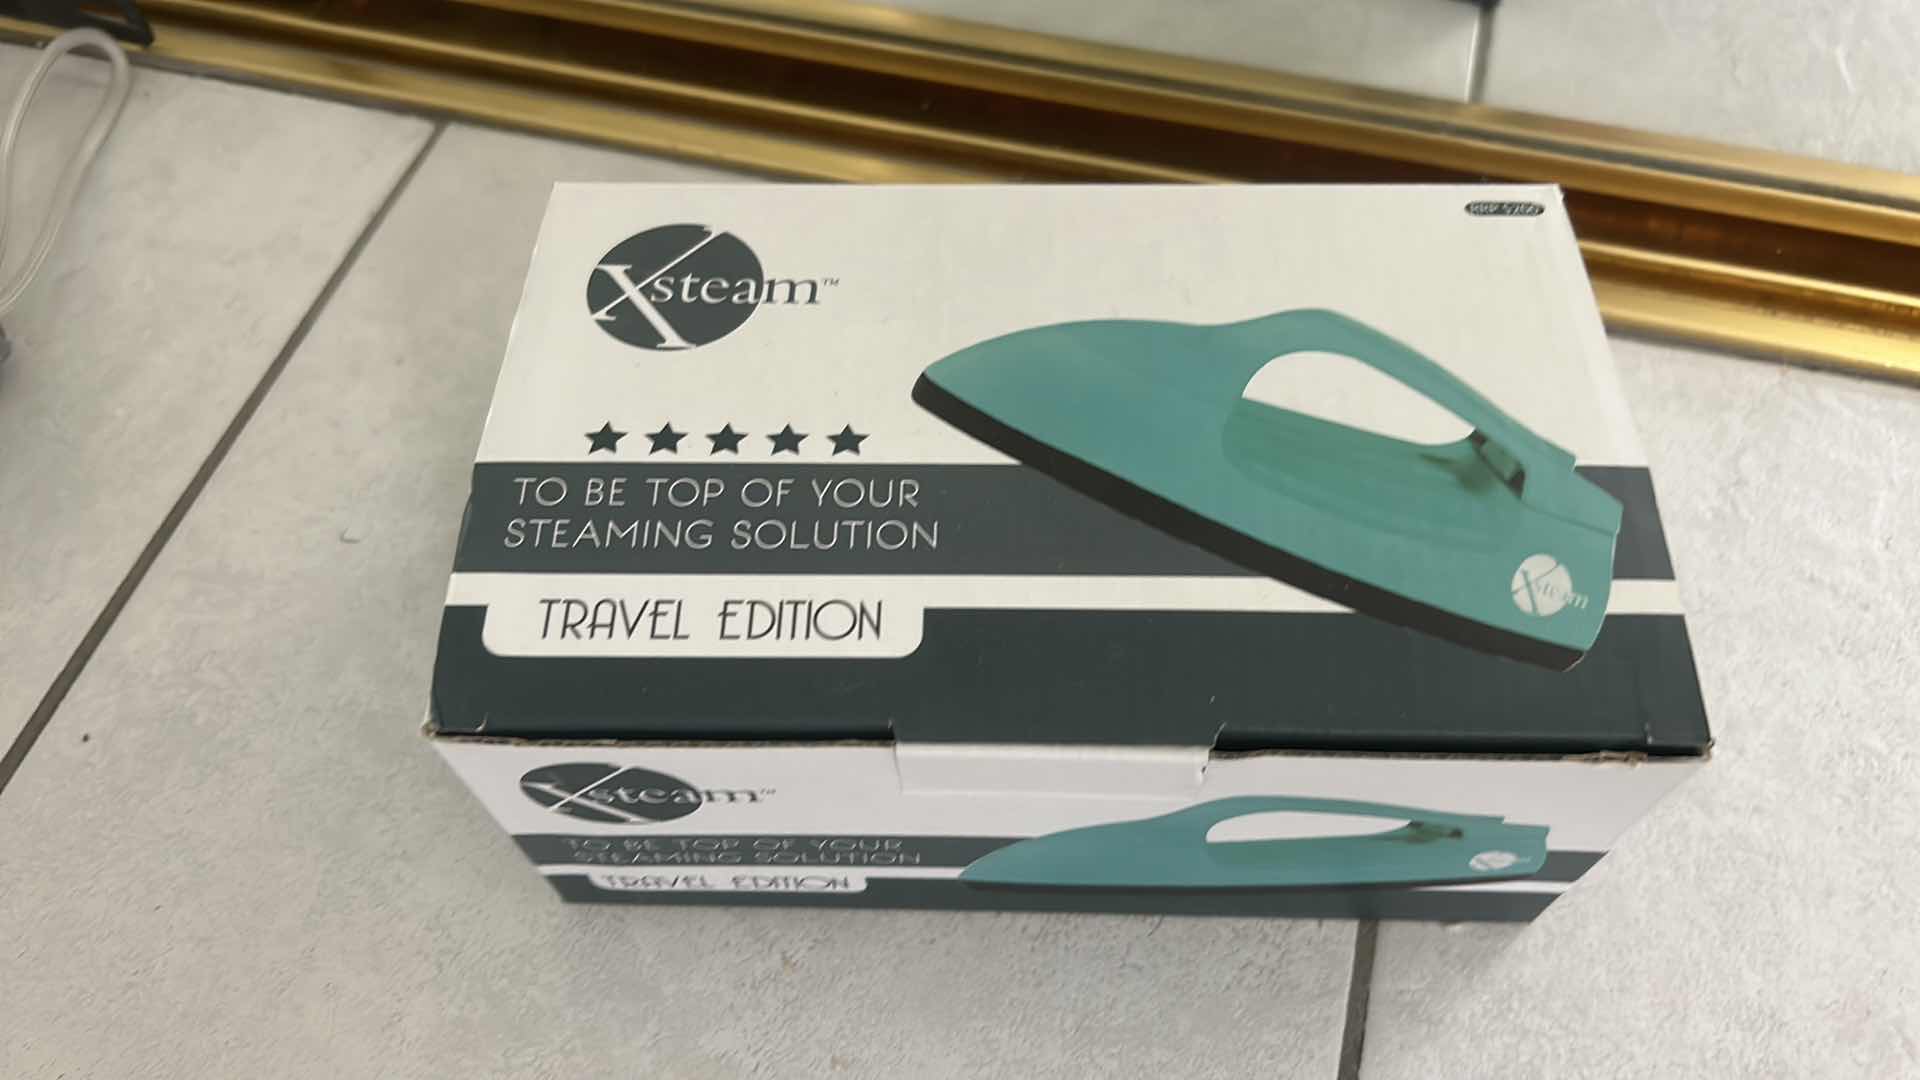 Xsteam™
TO BE TOP OF YOUR
STEAMING SOLUTION
TRAVEL EDITION
Xsteam
Xsteam™
TO BE TOP OF YOUR
STEAMING SOLUTION
TRAVEL EDITION